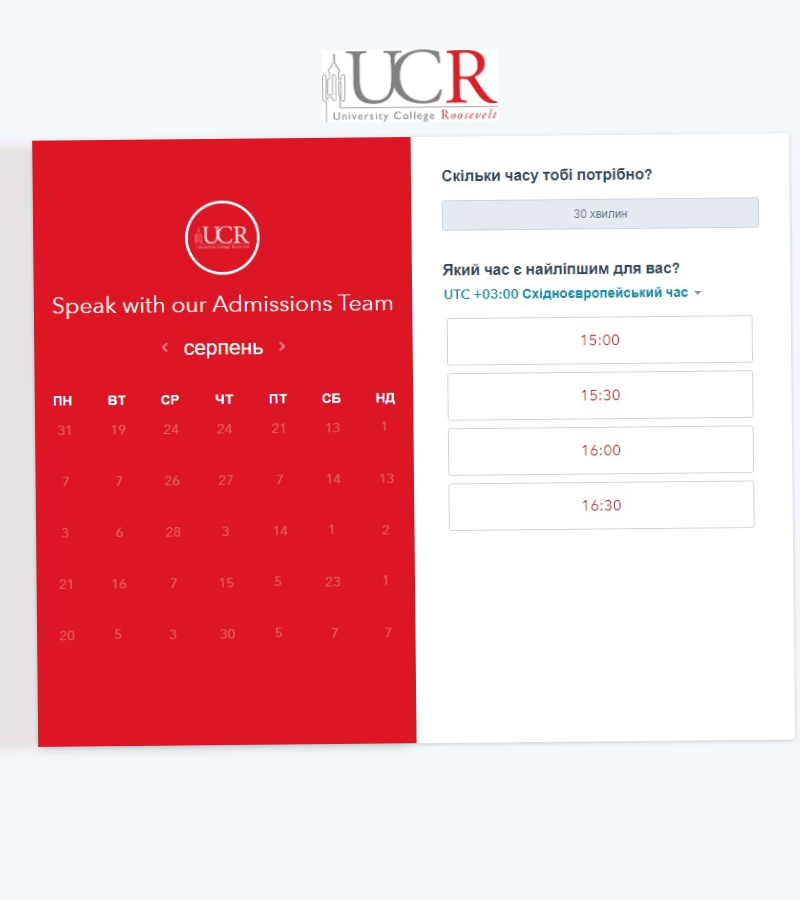 UCR
University College Roosevelt
UCR
University College Roosevelt
Speak with our Admissions Team
серпень
ПН ВТ СР ЧТ ПТ СБ НД
31 19 24 24 21 13 1
7 7 26 27 7 14 13
3 6 28 3 14 1 2
21 16 7 15 5 23 1
20 5 3 30 5 7 7
Скільки часу тобі потрібно?
30 хвилин
Який час є найліпшим для вас?
UTC +03:00 Східноєвропейський час
15:00
15:30
16:00
16:30